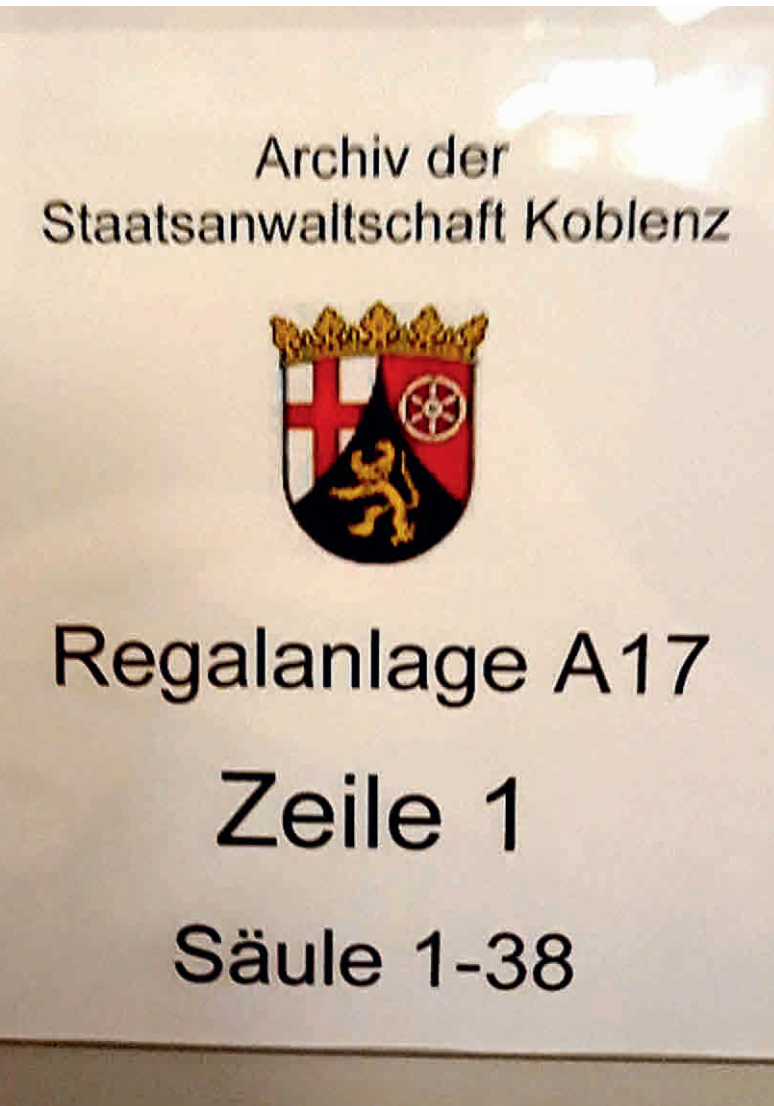 Archiv der
Staatsanwaltschaft Koblenz
Regalanlage A17
Zeile 1
Säule 1-38